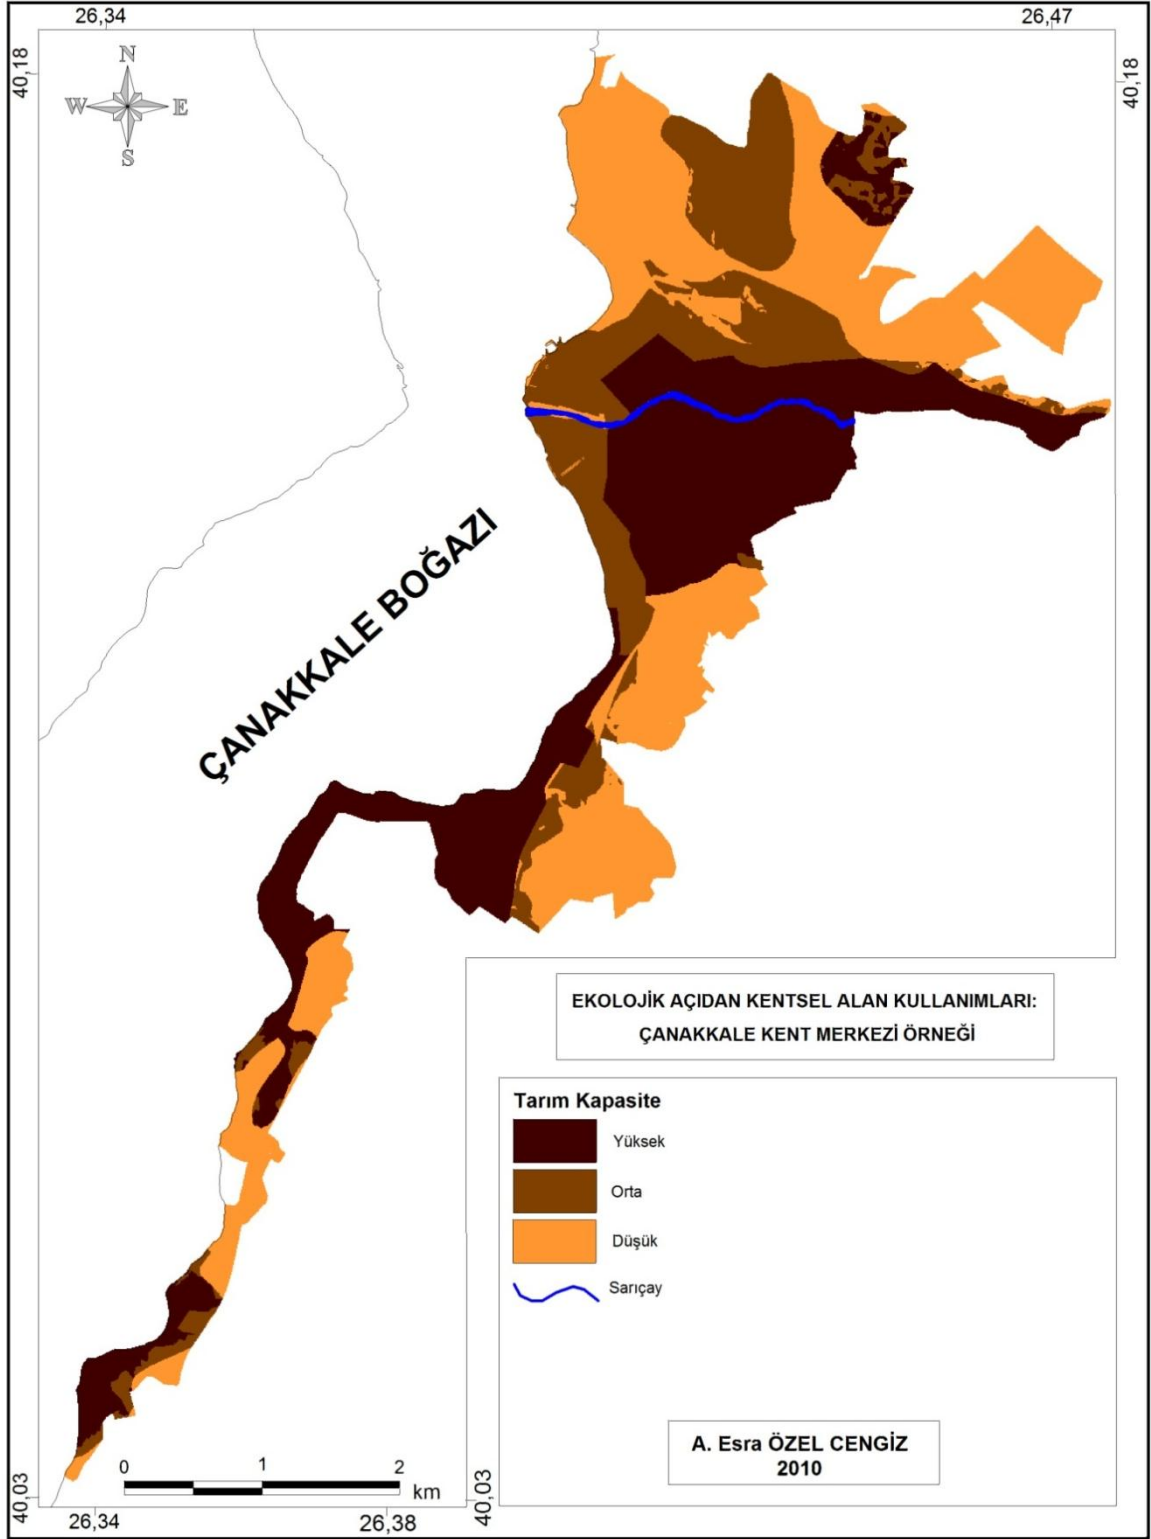 26,34
26,47
40,18
40,18
N
W
E
S
ÇANAKKALE BOĞAZI
EKOLOJİK AÇIDAN KENTSEL ALAN KULLANIMLARI:
ÇANAKKALE KENT MERKEZİ ÖRNEĞİ
Tarım Kapasite
Yüksek
Orta
Düşük
Sarıçay
A. Esra ÖZEL CENGİZ
2010
0 1 2
km
40,03
40,03
26,34
26,38